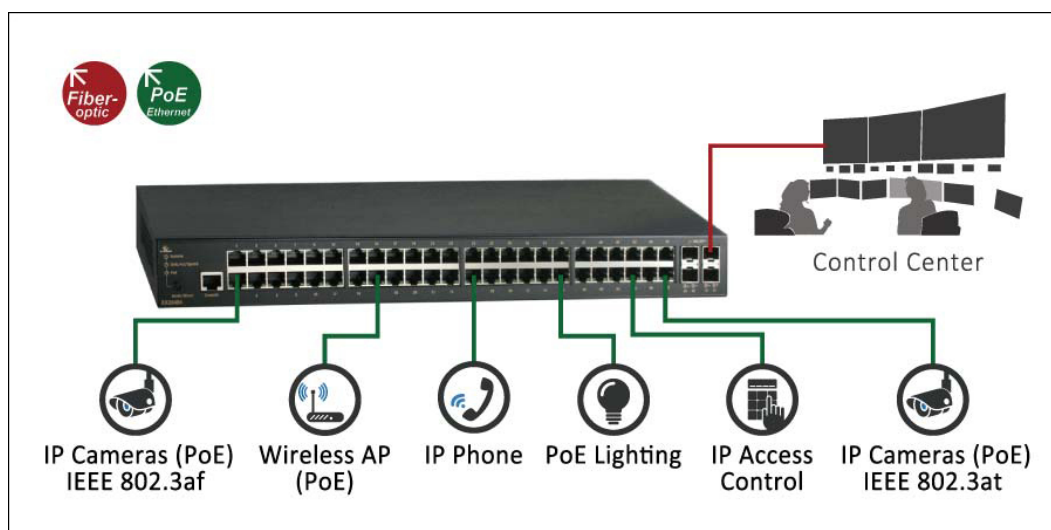 Fiber-
optic
PoE
Ethernet
Control Center
IP Cameras (PoE)
IEEE 802.3af
Wireless AP
(PoE)
IP Phone
PoE Lighting
IP Access
Control
IP Cameras (PoE)
IEEE 802.3at